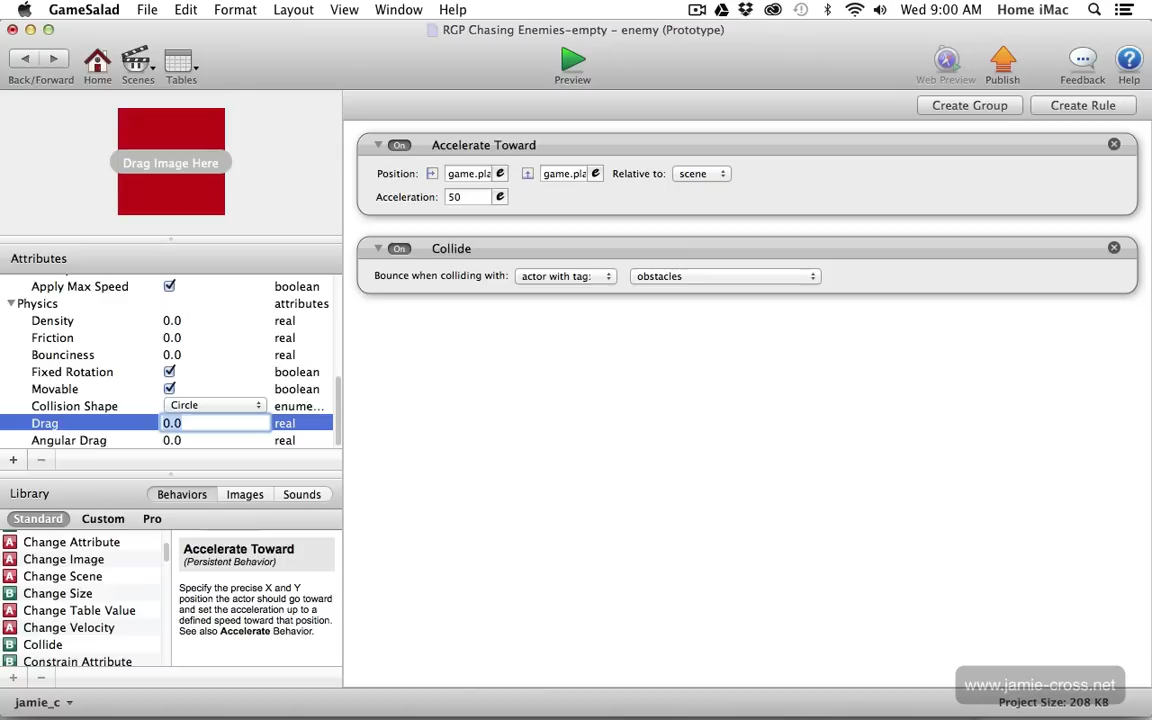 GameSalad File Edit Format Layout View Window Help Wed 9:00 AM Home iMac
RGP Chasing Enemies-empty – enemy (Prototype)
Back/Forward Home Scenes Tables Preview Web Preview Publish Feedback Help
Create Group Create Rule
Drag Image Here
On Accelerate Toward
Position: game.pla e game.pla e Relative to: scene
Acceleration: 50 e
On Collide
Bounce when colliding with: actor with tag: obstacles
Attributes
Apply Max Speed boolean
Physics attributes
Density 0.0 real
Friction 0.0 real
Bounciness 0.0 real
Fixed Rotation boolean
Movable boolean
Collision Shape Circle enume...
Drag 0.0 real
Angular Drag 0.0 real
Library Behaviors Images Sounds
Standard Custom Pro
A Change Attribute
A Change Image
A Change Scene
B Change Size
A Change Table Value
A Change Velocity
B Collide
B Constrain Attribute
Accelerate Toward
(Persistent Behavior)
Specify the precise X and Y
position the actor should go toward
and set the acceleration up to a
defined speed toward that position.
See also Accelerate Behavior.
www.jamie-cross.net
jamie_c Project Size: 208 KB